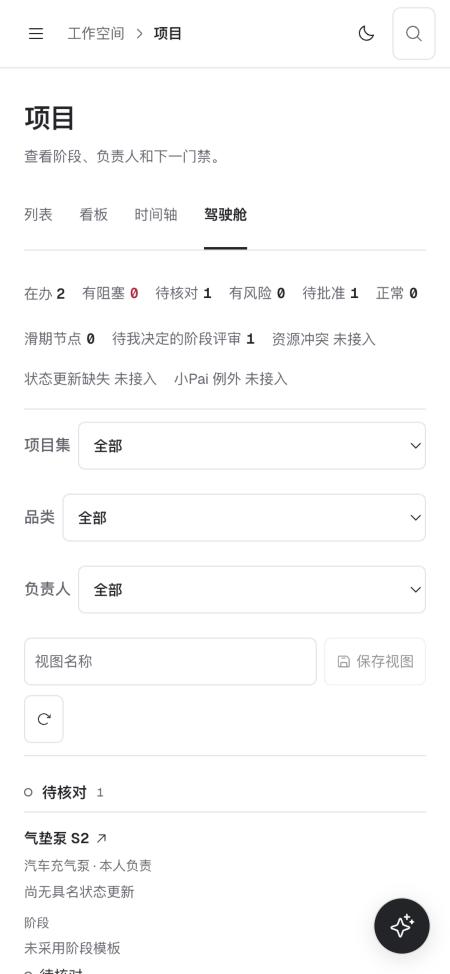 工作空间 > 项目
项目
查看阶段、负责人和下一门禁。
列表 看板 时间轴 驾驶舱
在办 2 有阻塞 0 待核对 1 有风险 0 待批准 1 正常 0
滑期节点 0 待我决定的阶段评审 1 资源冲突 未接入
状态更新缺失 未接入 小Pai 例外 未接入
项目集 全部
品类 全部
负责人 全部
视图名称 保存视图
待核对 1
气垫泵 S2
汽车充气泵 · 本人负责
尚无具名状态更新
阶段
未采用阶段模板
待核对